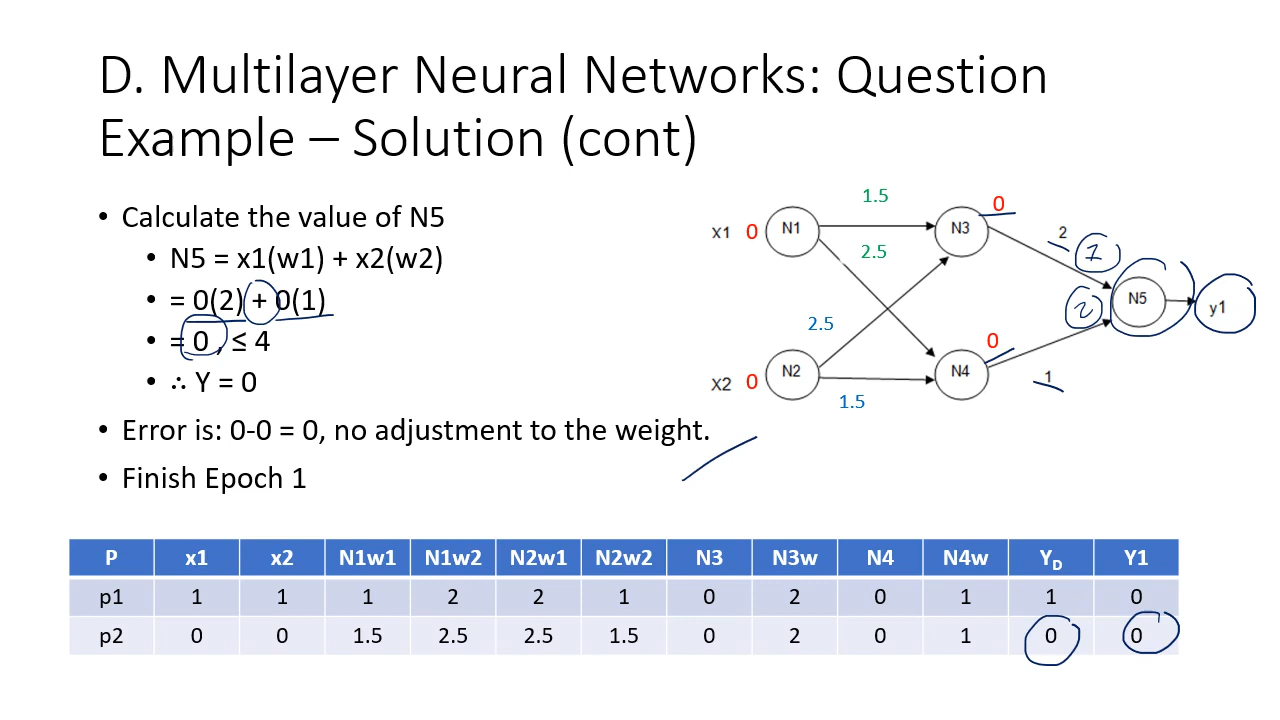 D. Multilayer Neural Networks: Question
Example – Solution (cont)
• Calculate the value of N5
• N5 = x1(w1) + x2(w2)
• = 0(2) + 0(1)
• = 0 , ≤ 4
• ∴ Y = 0
• Error is: 0-0 = 0, no adjustment to the weight.
• Finish Epoch 1
1.5
X1 0 N1 N3 0
2 1
2.5
N5 y1
2
2.5
0
X2 0 N2 N4
1
1.5
P x1 x2 N1w1 N1w2 N2w1 N2w2 N3 N3w N4 N4w YD Y1
p1 1 1 1 2 2 1 0 2 0 1 1 0
p2 0 0 1.5 2.5 2.5 1.5 0 2 0 1 0 0